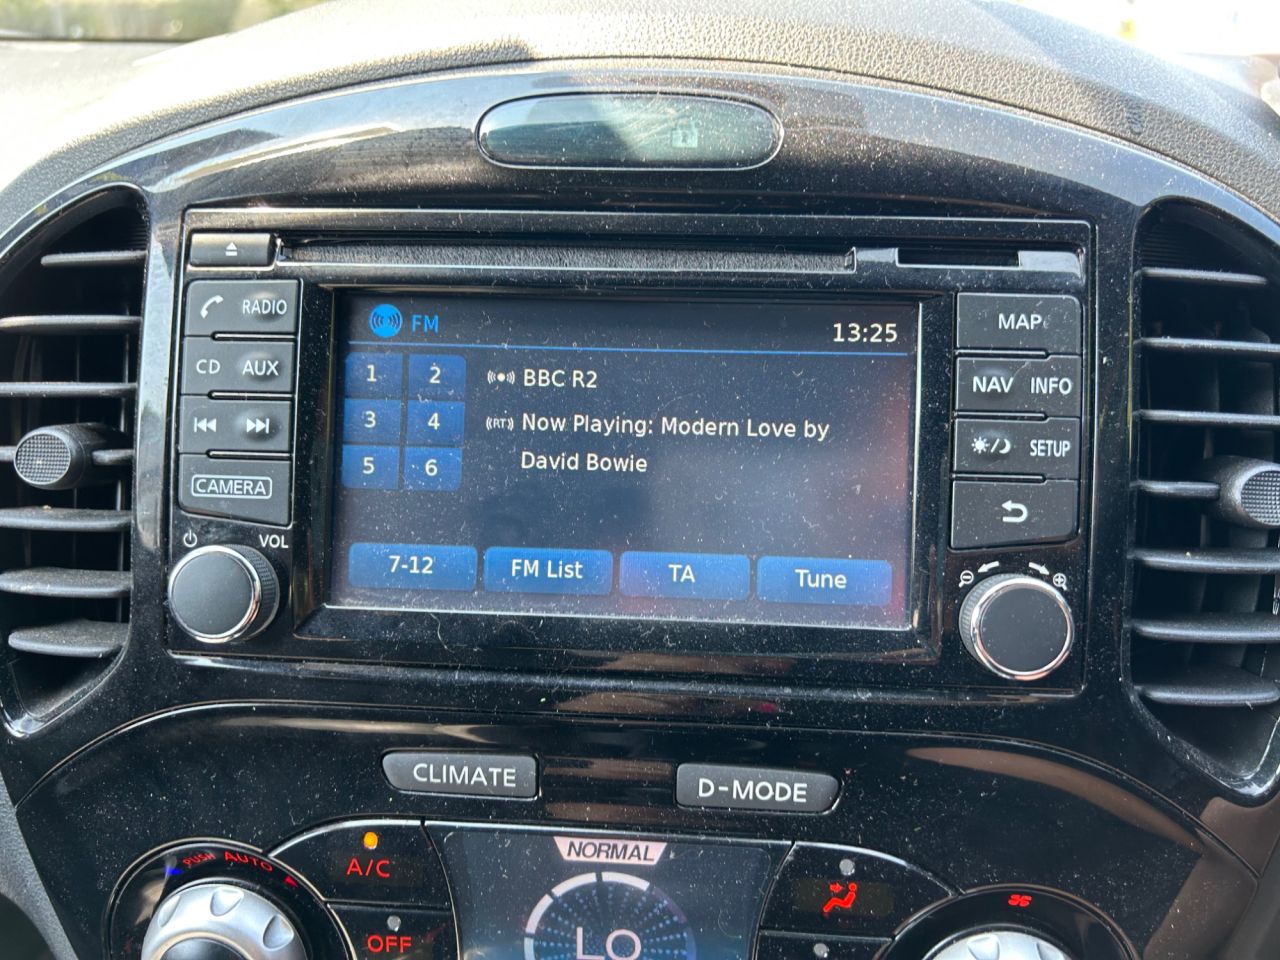 RADIO
CD AUX
CAMERA
VOL
FM
13:25
1 2
3 4
5 6
BBC R2
((RT)) Now Playing: Modern Love by
David Bowie
7-12 FM List TA Tune
MAP
NAV INFO
SETUP
CLIMATE D-MODE
PUSH AUTO
A/C
OFF
NORMAL
LO